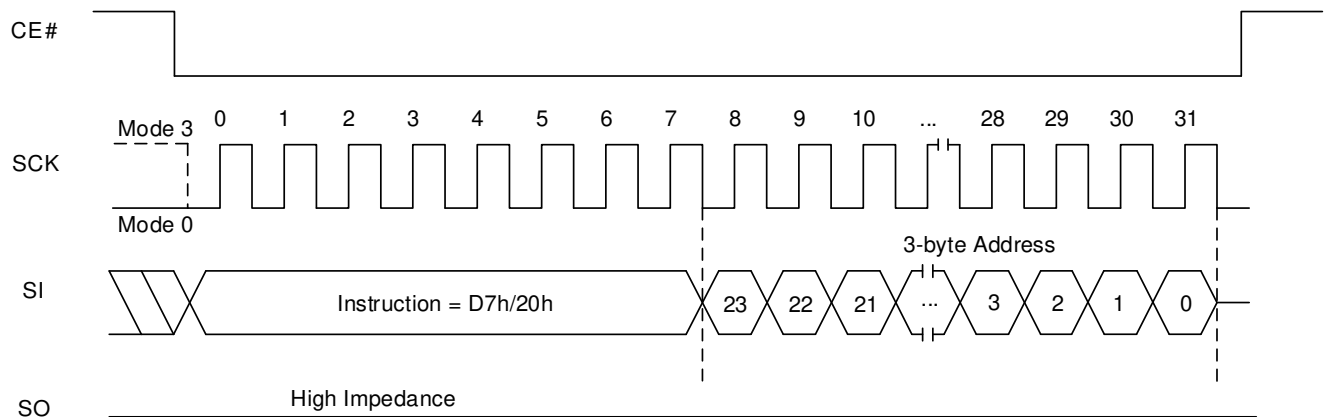 CE#
SCK
Mode 3
0 1 2 3 4 5 6 7 8 9 10 ... 28 29 30 31
Mode 0
SI
3-byte Address
Instruction = D7h/20h
23 22 21 ... 3 2 1 0
SO
High Impedance